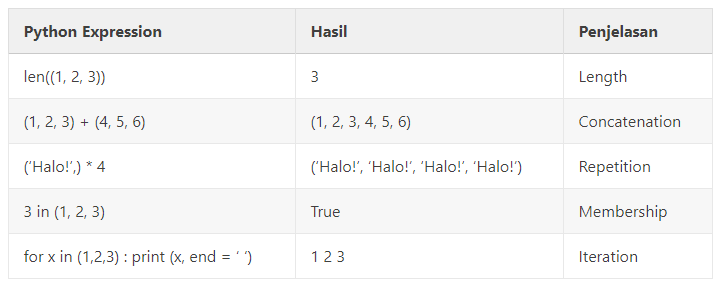 Python Expression Hasil Penjelasan
len((1, 2, 3)) 3 Length
(1, 2, 3) + (4, 5, 6) (1, 2, 3, 4, 5, 6) Concatenation
(‘Halo!’,) * 4 (‘Halo!’, ‘Halo!’, ‘Halo!’, ‘Halo!’) Repetition
3 in (1, 2, 3) True Membership
for x in (1,2,3) : print (x, end = ‘ ‘) 1 2 3 Iteration